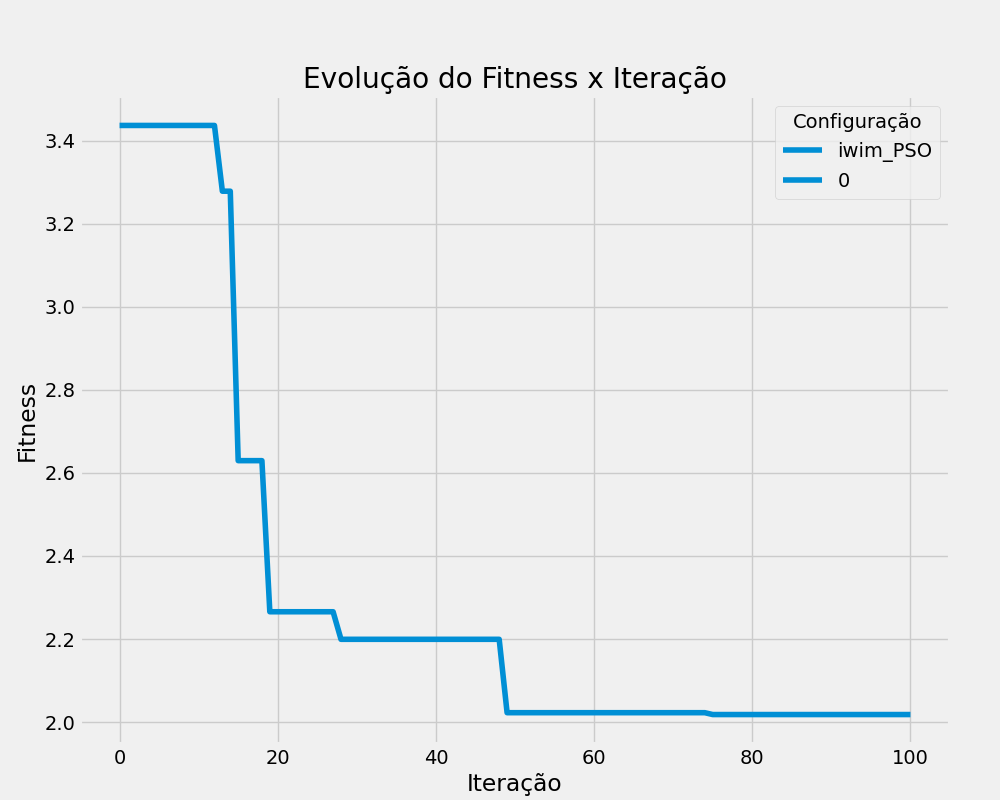 Evolução do Fitness x Iteração
Configuração
iwim_PSO
0
Fitness
3.4
3.2
3.0
2.8
2.6
2.4
2.2
2.0
0 20 40 60 80 100
Iteração